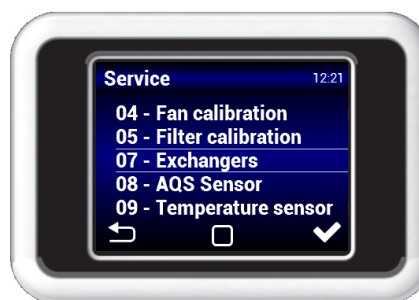 Service 12:21
04 - Fan calibration
05 - Filter calibration
07 - Exchangers
08 - AQS Sensor
09 - Temperature sensor